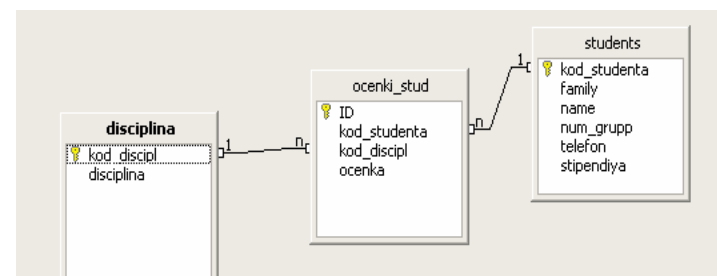 disciplina
kod_discipl
disciplina
1
n
ocenki_stud
ID
kod_studenta
kod_discipl
ocenka
n
1
students
kod_studenta
family
name
num_grupp
telefon
stipendiya